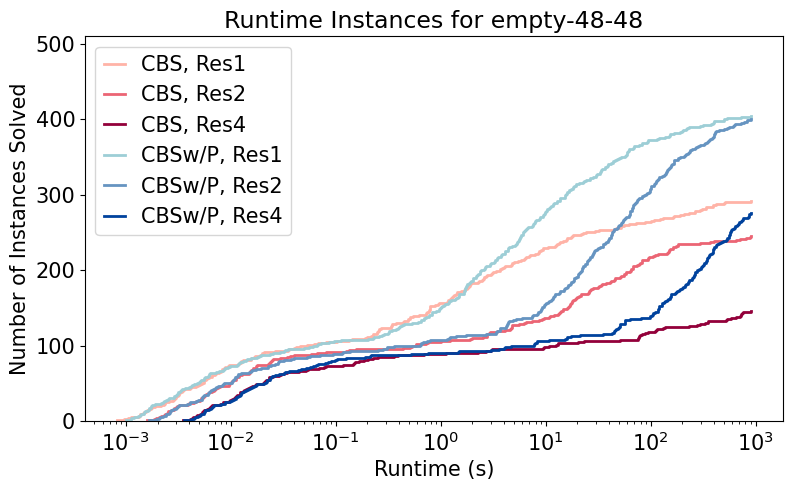 Runtime Instances for empty-48-48
Number of Instances Solved
500
400
300
200
100
0
CBS, Res1
CBS, Res2
CBS, Res4
CBSw/P, Res1
CBSw/P, Res2
CBSw/P, Res4
10⁻³ 10⁻² 10⁻¹ 10⁰ 10¹ 10² 10³
Runtime (s)